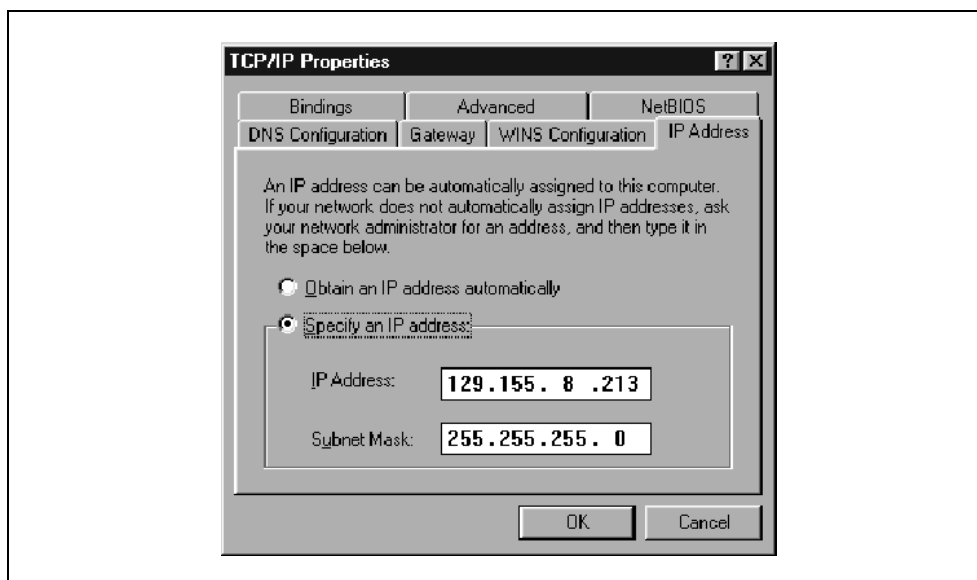 TCP/IP Properties
Bindings Advanced NetBIOS
DNS Configuration Gateway WINS Configuration IP Address
An IP address can be automatically assigned to this computer.
If your network does not automatically assign IP addresses, ask
your network administrator for an address, and then type it in
the space below.
Obtain an IP address automatically
Specify an IP address:
IP Address: 129.155. 8 .213
Subnet Mask: 255.255.255. 0
OK Cancel